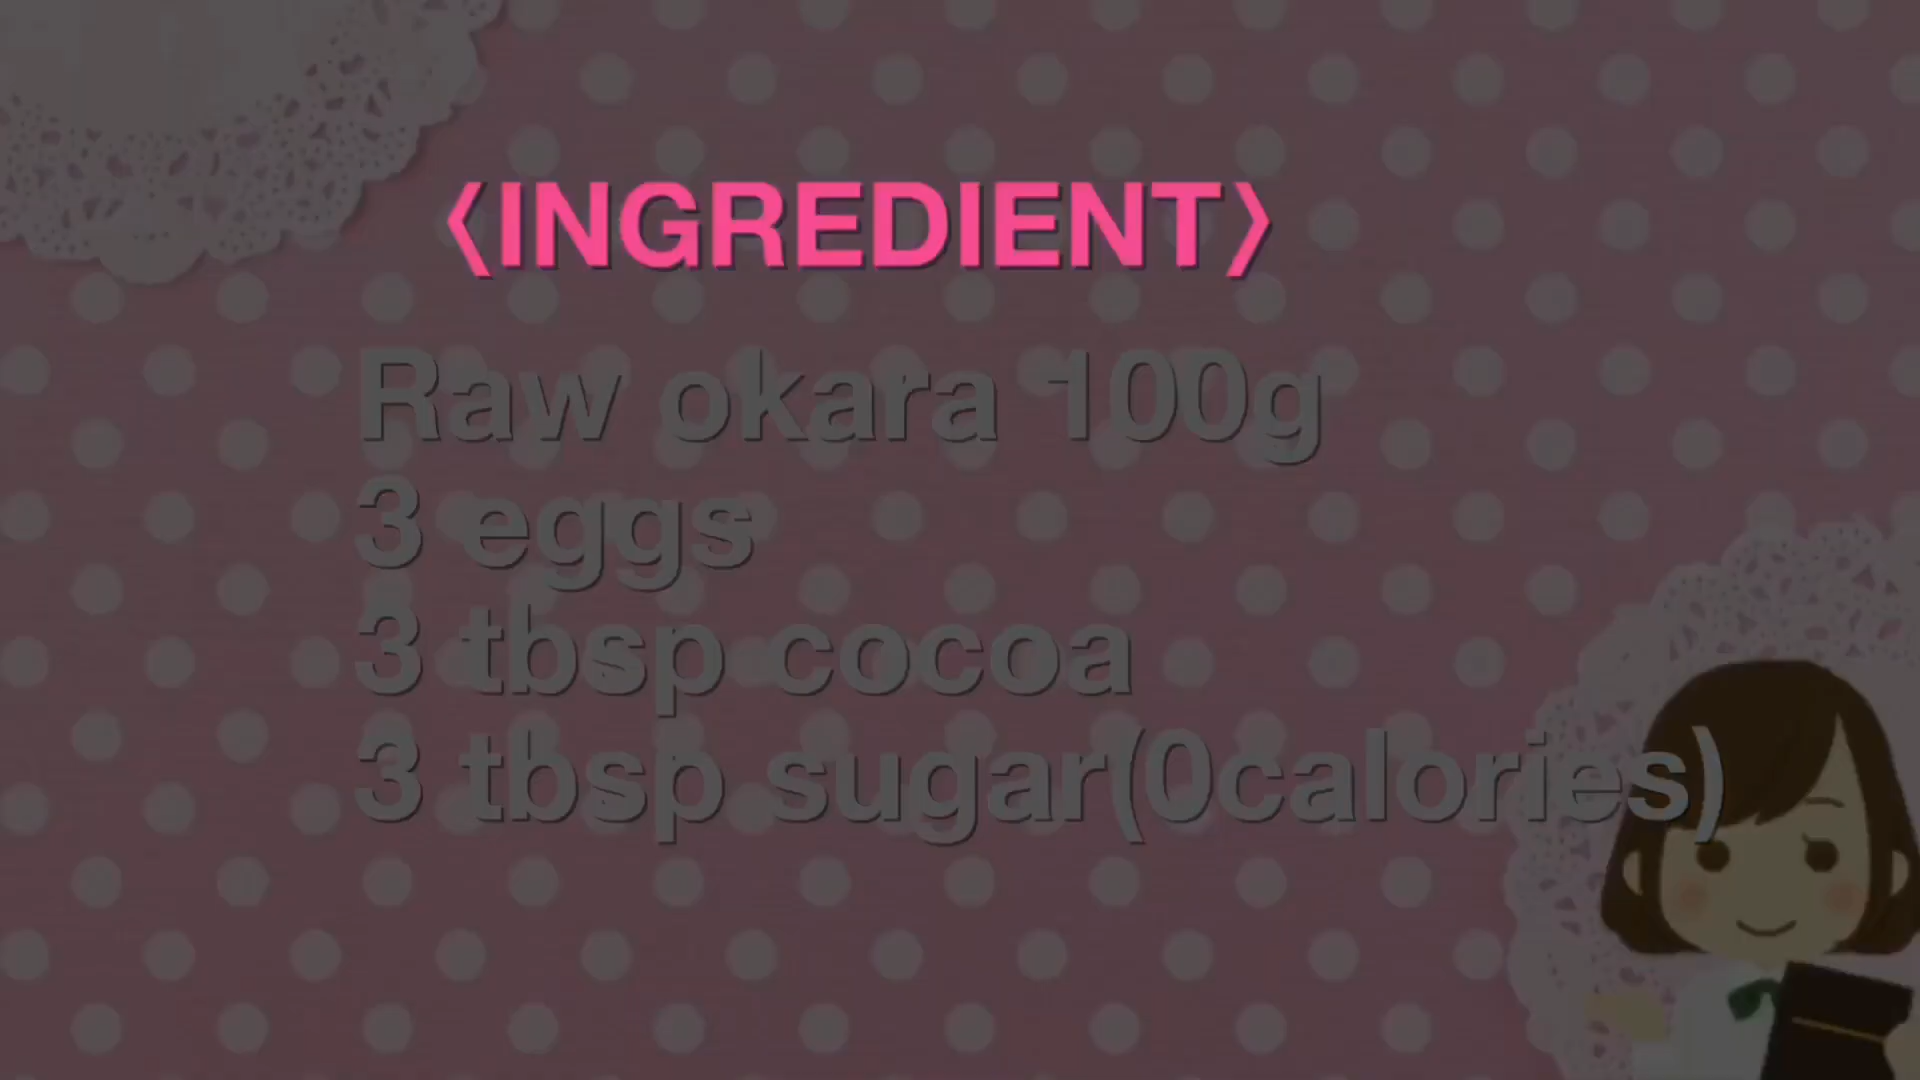 〈INGREDIENT〉
Raw okara 100g
3 eggs
3 tbsp cocoa
3 tbsp sugar(0calories)